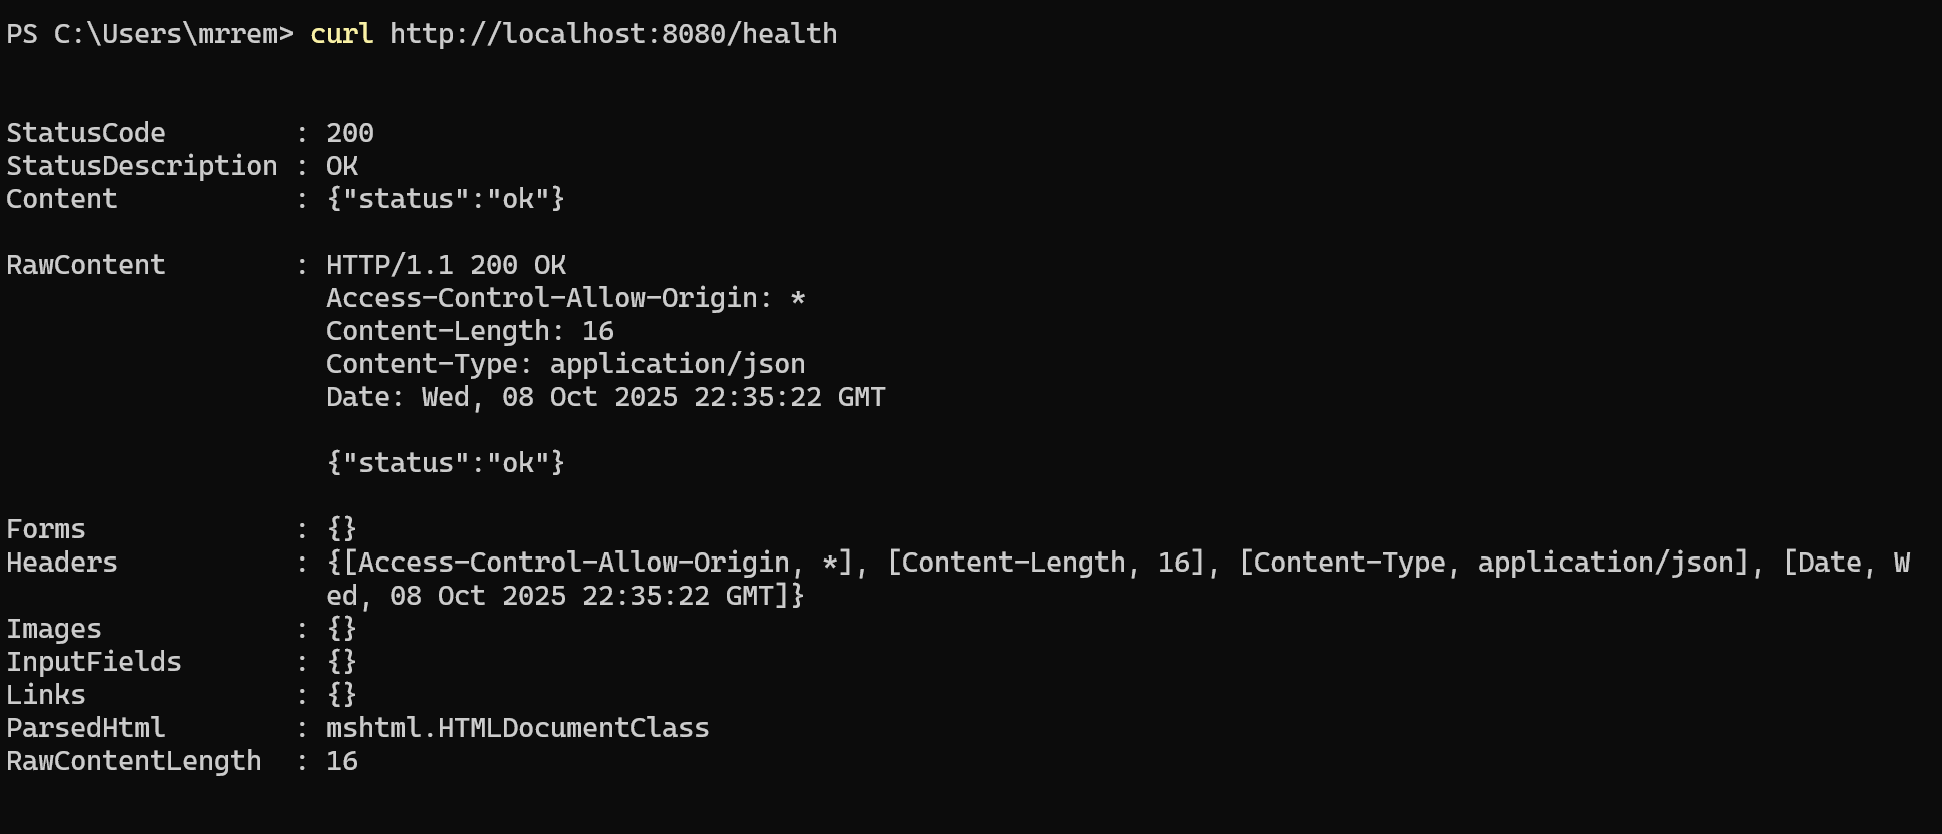 PS C:\Users\mrrem> curl http://localhost:8080/health
StatusCode        : 200
StatusDescription : OK
Content           : {"status":"ok"}
RawContent        : HTTP/1.1 200 OK
                    Access-Control-Allow-Origin: *
                    Content-Length: 16
                    Content-Type: application/json
                    Date: Wed, 08 Oct 2025 22:35:22 GMT
                    {"status":"ok"}
Forms             : {}
Headers           : {[Access-Control-Allow-Origin, *], [Content-Length, 16], [Content-Type, application/json], [Date, W
                    ed, 08 Oct 2025 22:35:22 GMT]}
Images            : {}
InputFields       : {}
Links             : {}
ParsedHtml        : mshtml.HTMLDocumentClass
RawContentLength  : 16